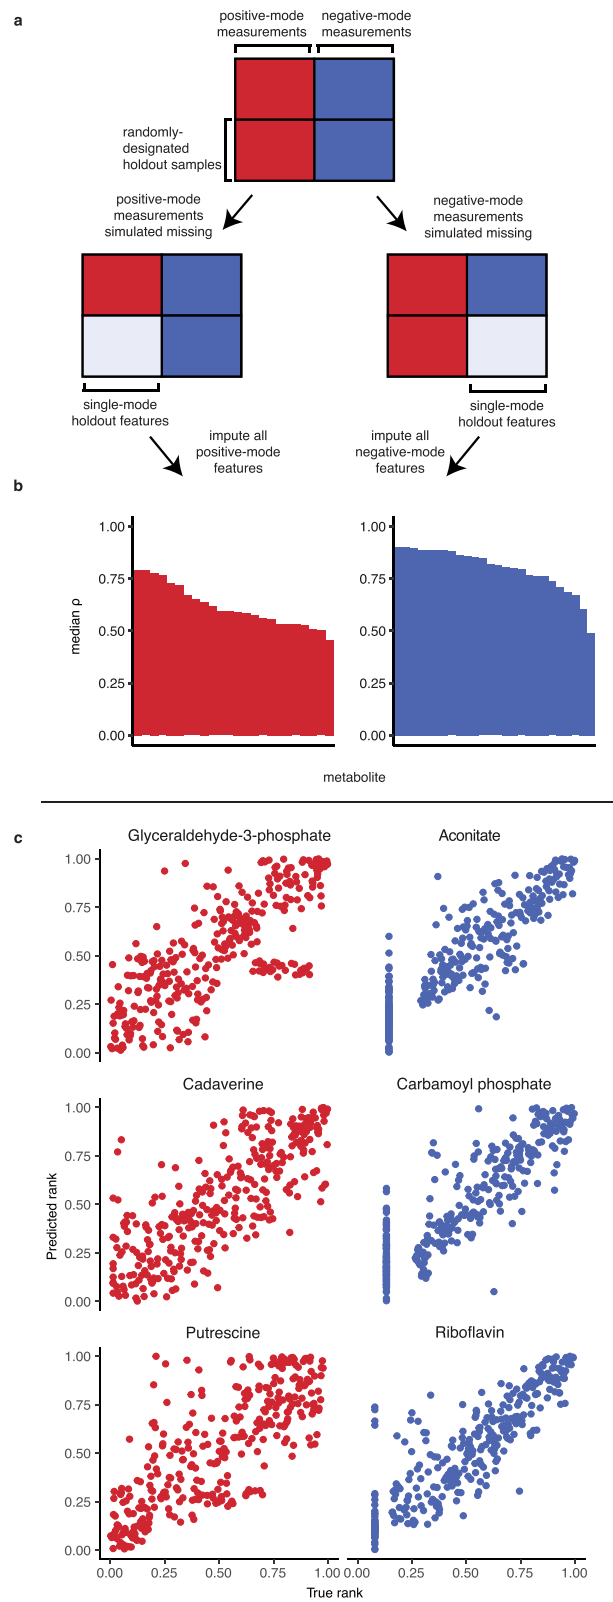 a
positive-mode
measurements
negative-mode
measurements
randomly-
designated
holdout samples
positive-mode
measurements
simulated missing
negative-mode
measurements
simulated missing
single-mode
holdout features
single-mode
holdout features
impute all
positive-mode
features
impute all
negative-mode
features
b
median ρ
1.00
0.75
0.50
0.25
0.00
1.00
0.75
0.50
0.25
0.00
metabolite
c
Glyceraldehyde-3-phosphate
Aconitate
1.00
0.75
0.50
0.25
0.00
Cadaverine
Carbamoyl phosphate
Predicted rank
1.00
0.75
0.50
0.25
0.00
Putrescine
Riboflavin
1.00
0.75
0.50
0.25
0.00
0.00 0.25 0.50 0.75 1.00 0.00 0.25 0.50 0.75 1.00
True rank